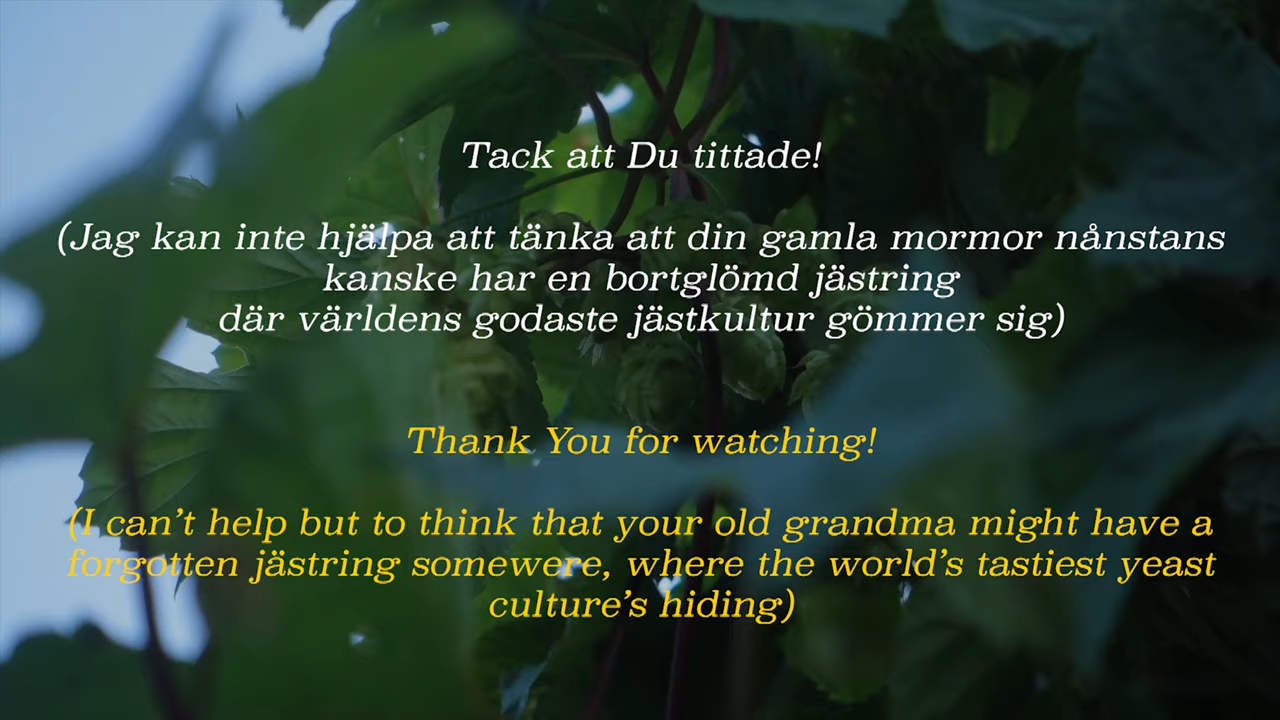 Tack att Du tittade!
(Jag kan inte hjälpa att tänka att din gamla mormor nånstans
kanske har en bortglömd jästring
där världens godaste jästkultur gömmer sig)
Thank You for watching!
(I can’t help but to think that your old grandma might have a
forgotten jästring somewere, where the world’s tastiest yeast
culture’s hiding)